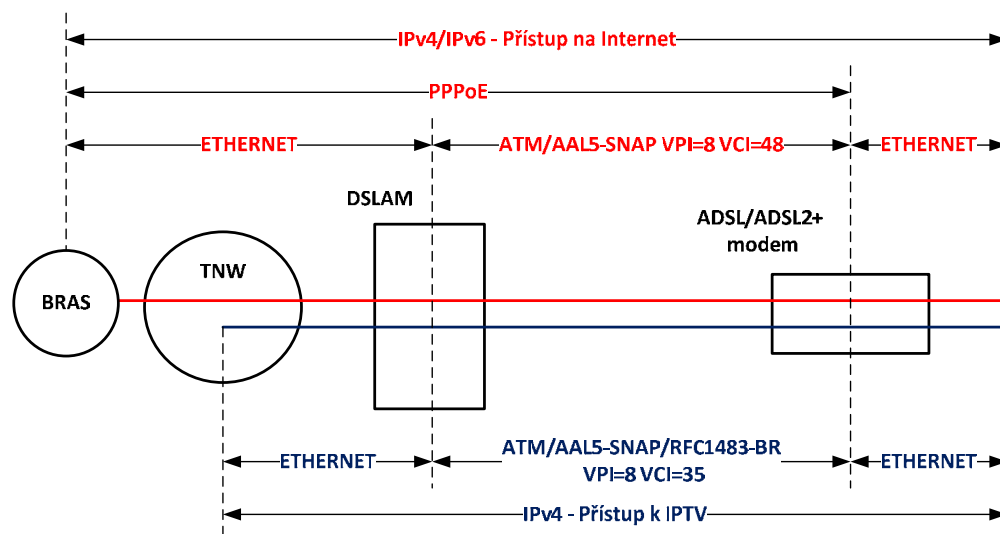 IPv4/IPv6 - Přístup na Internet
PPPoE
ETHERNET
ATM/AAL5-SNAP VPI=8 VCI=48
ETHERNET
DSLAM
ADSL/ADSL2+
modem
TNW
BRAS
ETHERNET
ATM/AAL5-SNAP/RFC1483-BR
VPI=8 VCI=35
ETHERNET
IPv4 - Přístup k IPTV